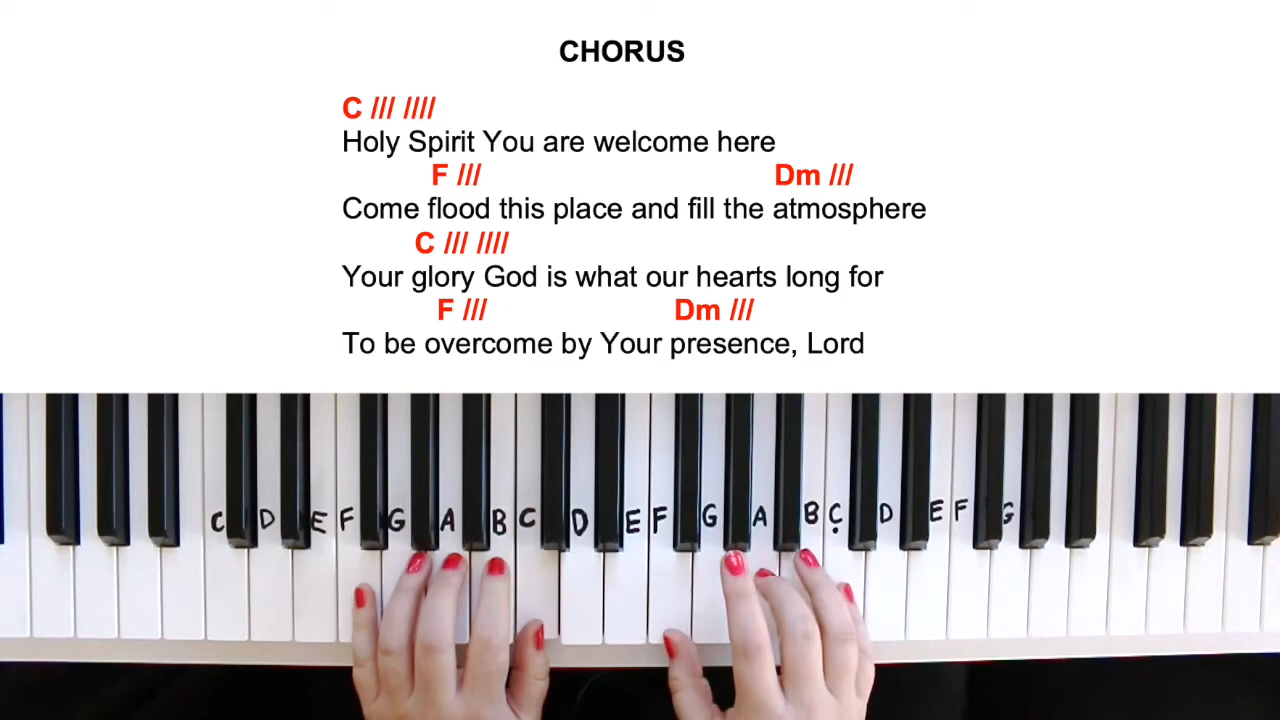 CHORUS
C /// ////
Holy Spirit You are welcome here
F /// Dm ///
Come flood this place and fill the atmosphere
C /// ////
Your glory God is what our hearts long for
F /// Dm ///
To be overcome by Your presence, Lord
C D E F G A B C D E F G A B C D E F G